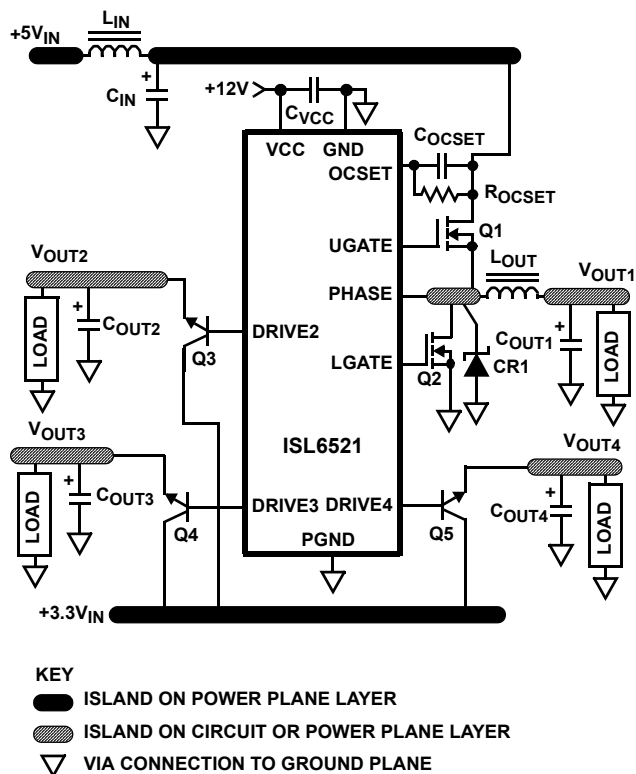 +5VIN
LIN
CIN
+
+12V
CVCC
VCC
GND
OCSET
COCSET
ROCSET
UGATE
Q1
VOUT2
LOAD
+
COUT2
Q3
DRIVE2
PHASE
LOUT
VOUT1
LGATE
Q2
CR1
COUT1
+
LOAD
ISL6521
VOUT3
LOAD
+
COUT3
Q4
DRIVE3
DRIVE4
Q5
VOUT4
COUT4
+
LOAD
PGND
+3.3VIN
KEY
ISLAND ON POWER PLANE LAYER
ISLAND ON CIRCUIT OR POWER PLANE LAYER
VIA CONNECTION TO GROUND PLANE